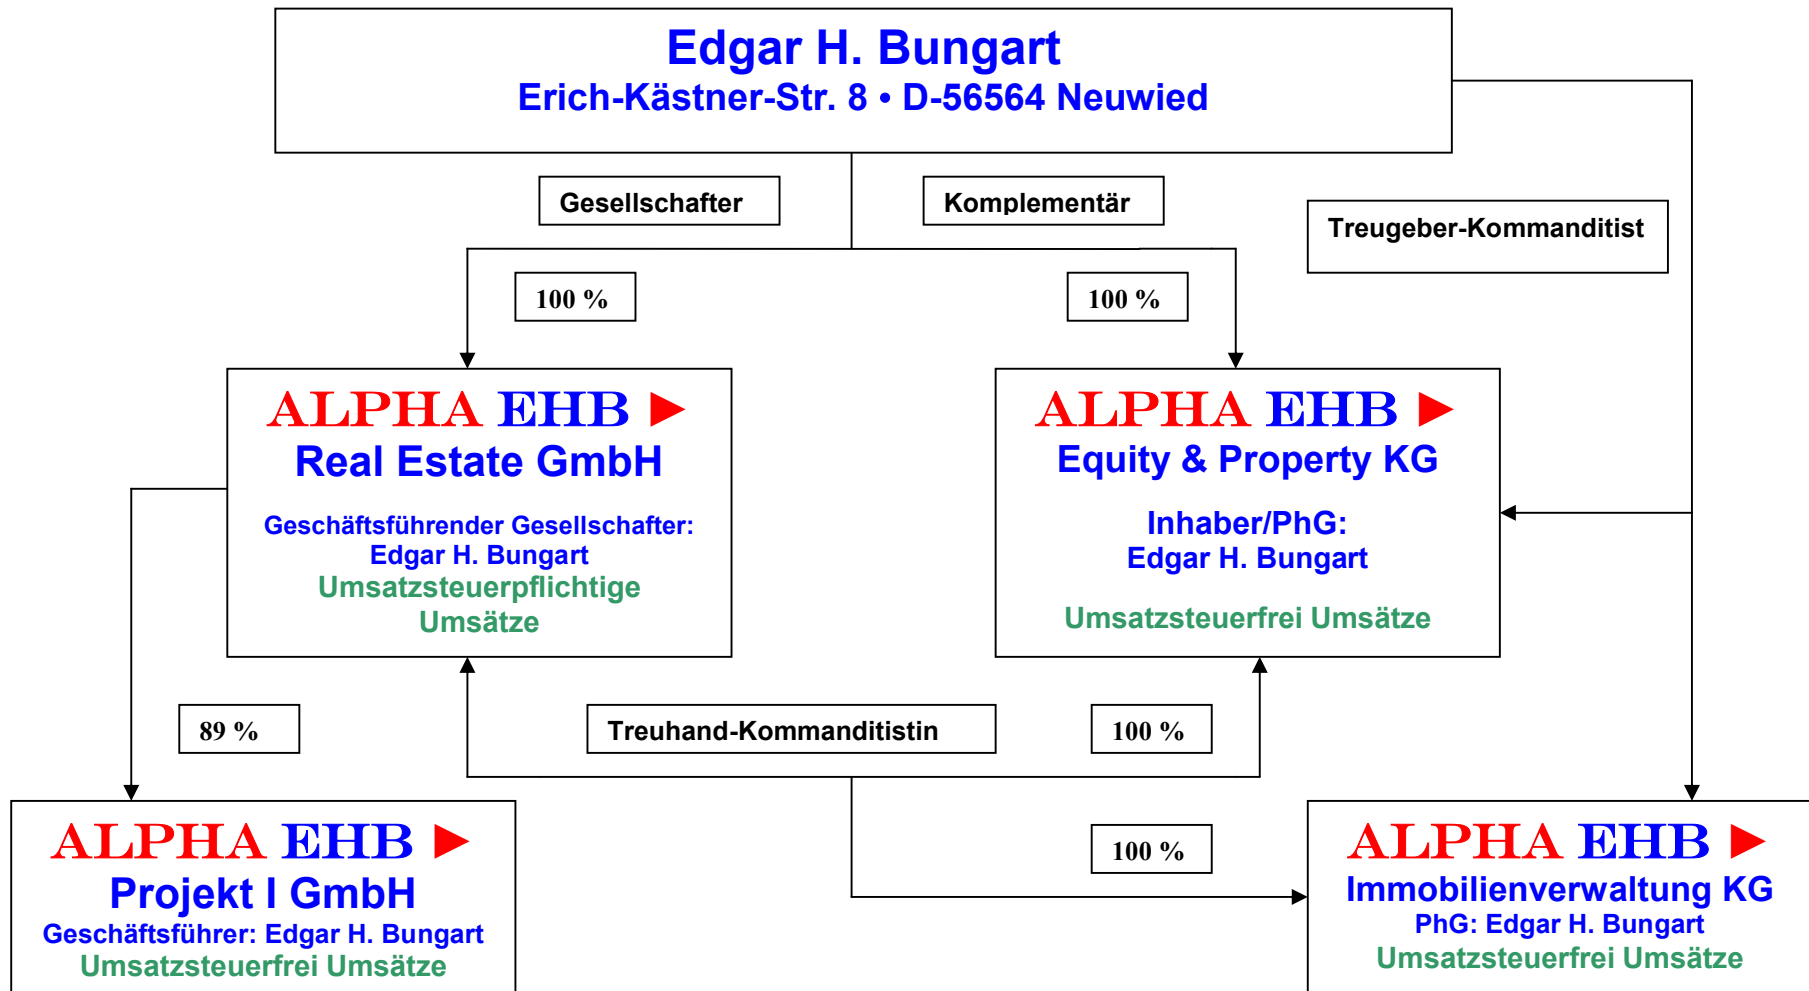 Edgar H. Bungart
Erich-Kästner-Str. 8 • D-56564 Neuwied
Gesellschafter
Komplementär
Treugeber-Kommanditist
100 %
100 %
ALPHA EHB ►
Real Estate GmbH
Geschäftsführender Gesellschafter:
Edgar H. Bungart
Umsatzsteuerpflichtige
Umsätze
ALPHA EHB ►
Equity & Property KG
Inhaber/PhG:
Edgar H. Bungart
Umsatzsteuerfrei Umsätze
89 %
Treuhand-Kommanditistin
100 %
100 %
ALPHA EHB ►
Projekt I GmbH
Geschäftsführer: Edgar H. Bungart
Umsatzsteuerfrei Umsätze
ALPHA EHB ►
Immobilienverwaltung KG
PhG: Edgar H. Bungart
Umsatzsteuerfrei Umsätze